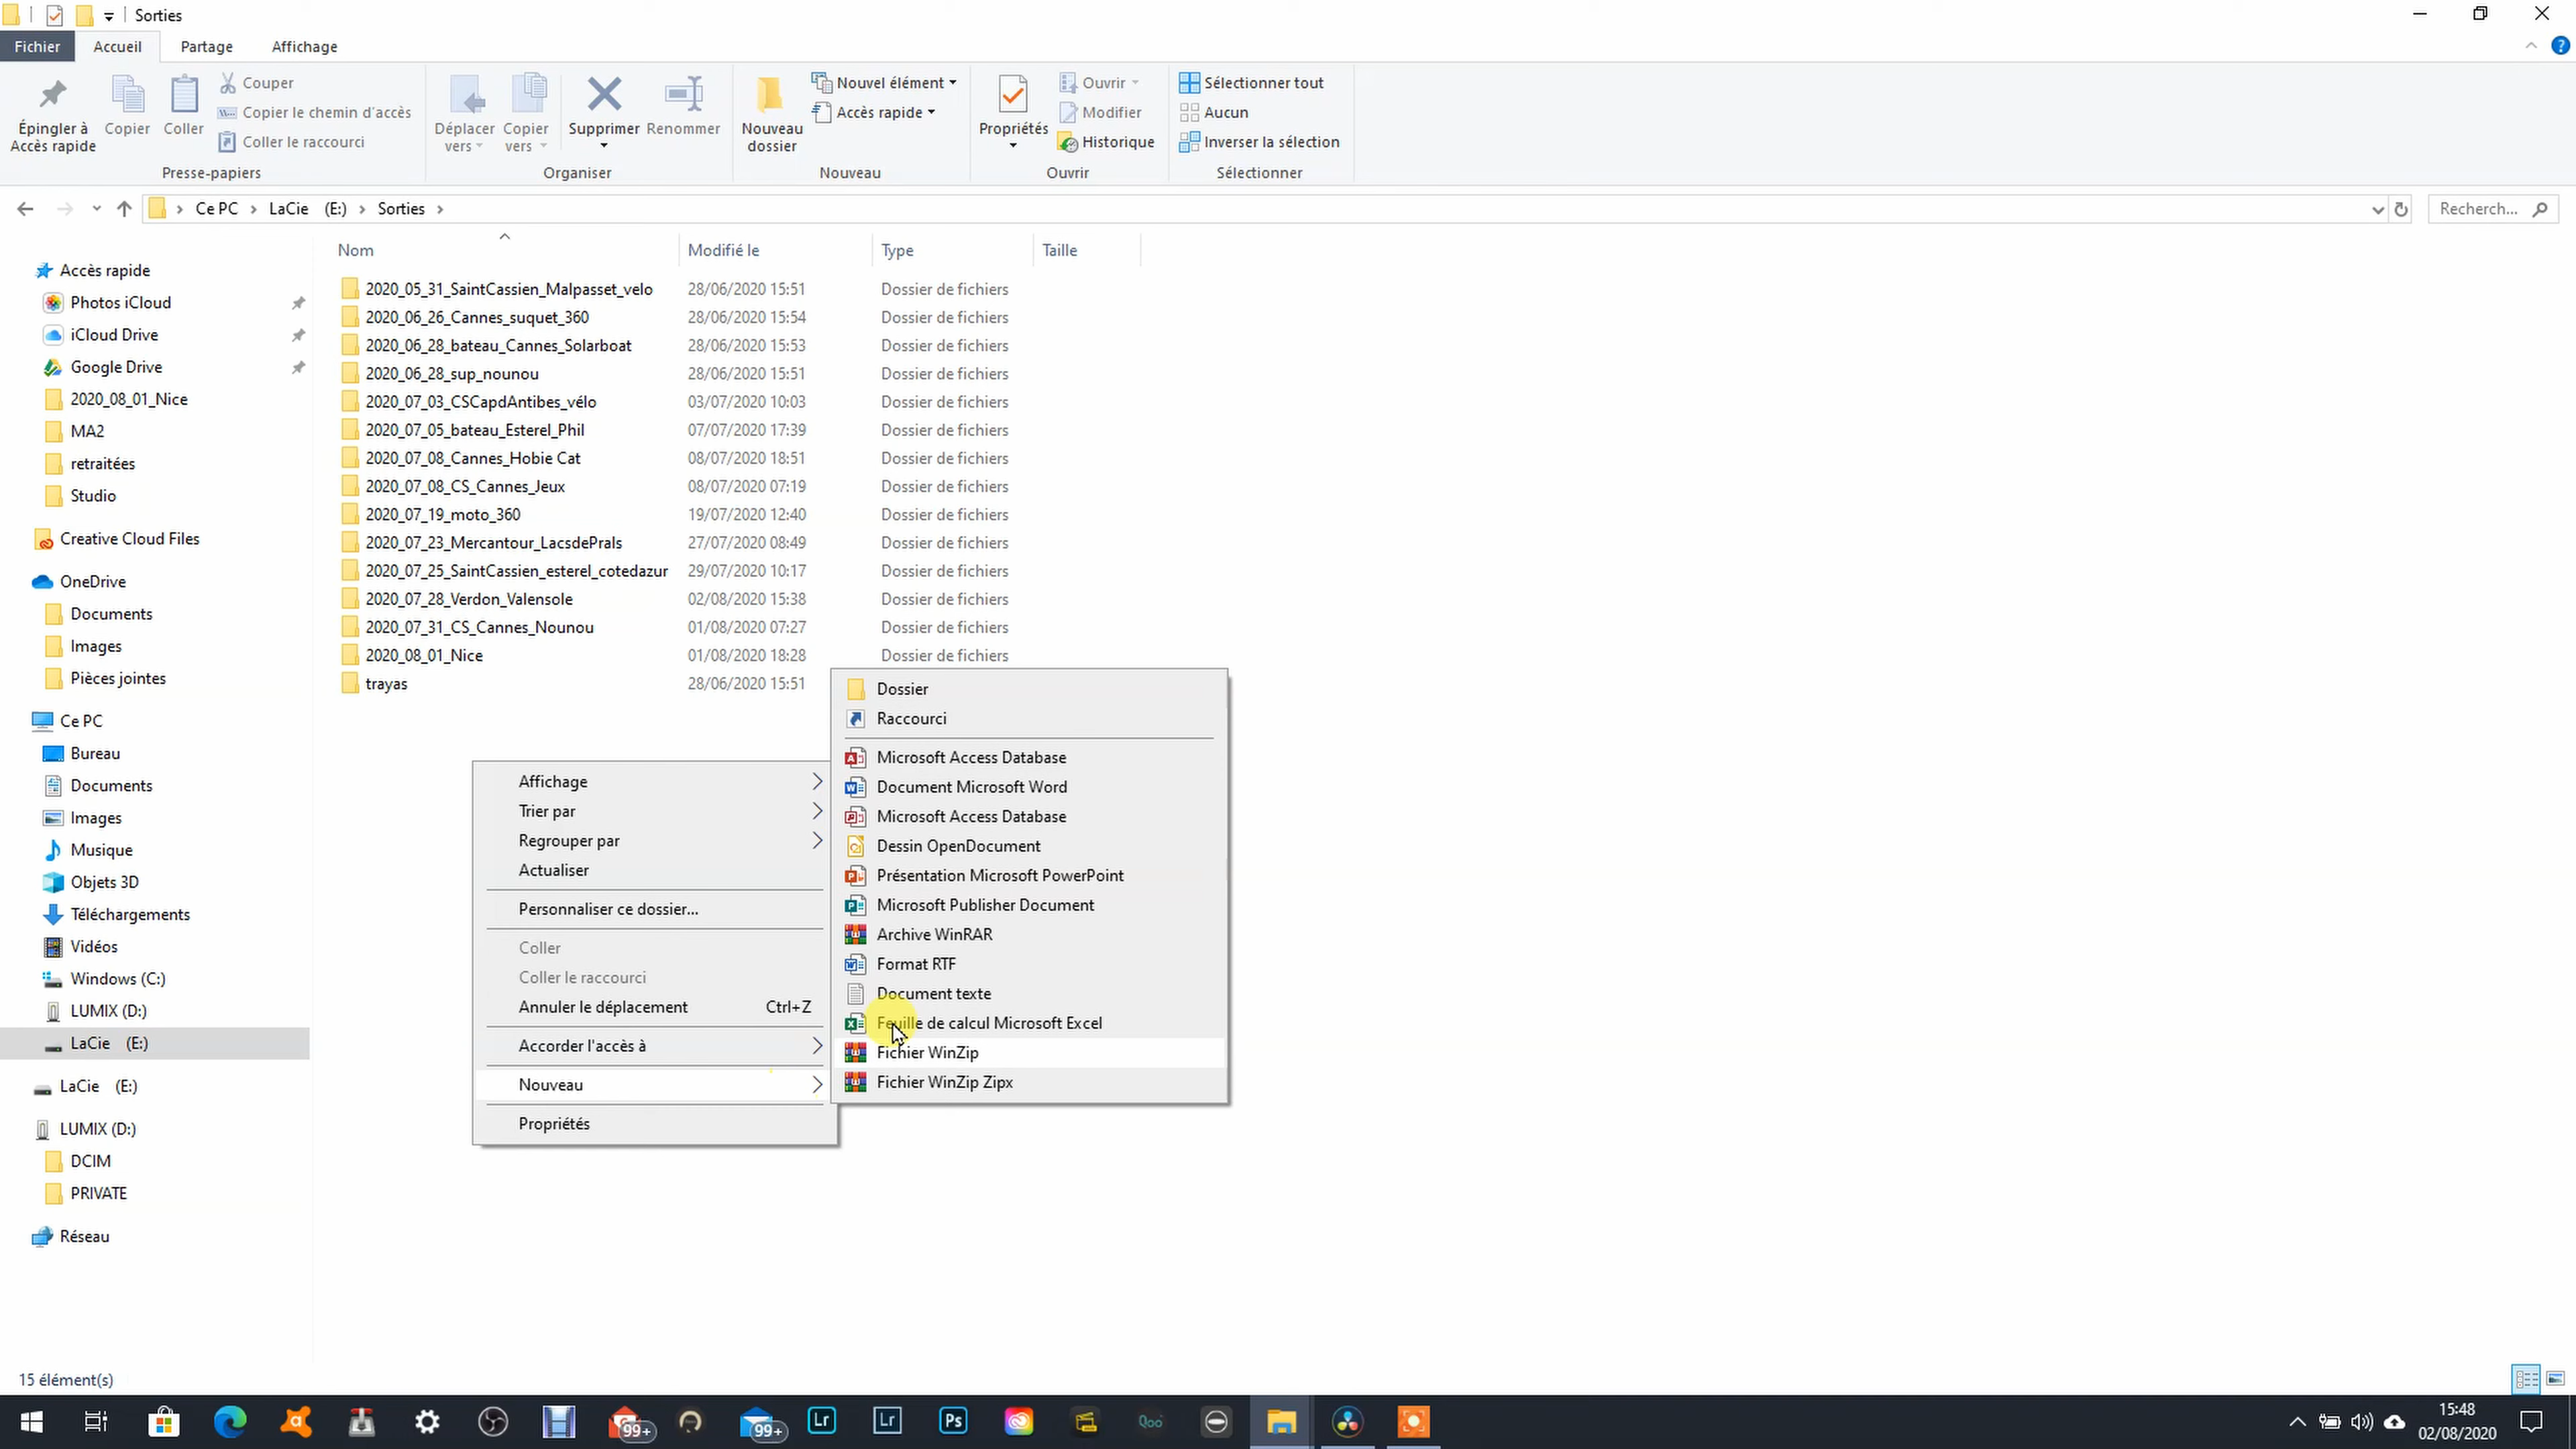 Sorties
Fichier Accueil Partage Affichage
Épingler à Accès rapide
Copier
Coller
Couper
Copier le chemin d'accès
Coller le raccourci
Presse-papiers
Déplacer vers
Copier vers
Supprimer
Renommer
Organiser
Nouveau dossier
Nouvel élément
Accès rapide
Nouveau
Propriétés
Ouvrir
Modifier
Historique
Ouvrir
Sélectionner tout
Aucun
Inverser la sélection
Sélectionner
Ce PC LaCie (E:) Sorties
Recherch...
Nom Modifié le Type Taille
Accès rapide
Photos iCloud
iCloud Drive
Google Drive
2020_08_01_Nice
MA2
retraitées
Studio
Creative Cloud Files
OneDrive
Documents
Images
Pièces jointes
Ce PC
Bureau
Documents
Images
Musique
Objets 3D
Téléchargements
Vidéos
Windows (C:)
LUMIX (D:)
LaCie (E:)
LaCie (E:)
LUMIX (D:)
DCIM
PRIVATE
Réseau
2020_05_31_SaintCassien_Malpasset_velo 28/06/2020 15:51 Dossier de fichiers
2020_06_26_Cannes_suquet_360 28/06/2020 15:54 Dossier de fichiers
2020_06_28_bateau_Cannes_Solarboat 28/06/2020 15:53 Dossier de fichiers
2020_06_28_sup_nounou 28/06/2020 15:51 Dossier de fichiers
2020_07_03_CSCapdAntibes_vélo 03/07/2020 10:03 Dossier de fichiers
2020_07_05_bateau_Esterel_Phil 07/07/2020 17:39 Dossier de fichiers
2020_07_08_Cannes_Hobie Cat 08/07/2020 18:51 Dossier de fichiers
2020_07_08_CS_Cannes_Jeux 08/07/2020 07:19 Dossier de fichiers
2020_07_19_moto_360 19/07/2020 12:40 Dossier de fichiers
2020_07_23_Mercantour_LacsdePrals 27/07/2020 08:49 Dossier de fichiers
2020_07_25_SaintCassien_esterel_cotedazur 29/07/2020 10:17 Dossier de fichiers
2020_07_28_Verdon_Valensole 02/08/2020 15:38 Dossier de fichiers
2020_07_31_CS_Cannes_Nounou 01/08/2020 07:27 Dossier de fichiers
2020_08_01_Nice 01/08/2020 18:28 Dossier de fichiers
trayas 28/06/2020 15:51
Affichage
Trier par
Regrouper par
Actualiser
Personnaliser ce dossier...
Coller
Coller le raccourci
Annuler le déplacement Ctrl+Z
Accorder l'accès à
Nouveau
Propriétés
Dossier
Raccourci
Microsoft Access Database
Document Microsoft Word
Microsoft Access Database
Dessin OpenDocument
Présentation Microsoft PowerPoint
Microsoft Publisher Document
Archive WinRAR
Format RTF
Document texte
Feuille de calcul Microsoft Excel
Fichier WinZip
Fichier WinZip Zipx
15 élément(s)
99+
99+
Lr
Lr
Ps
Qoo
15:48
02/08/2020